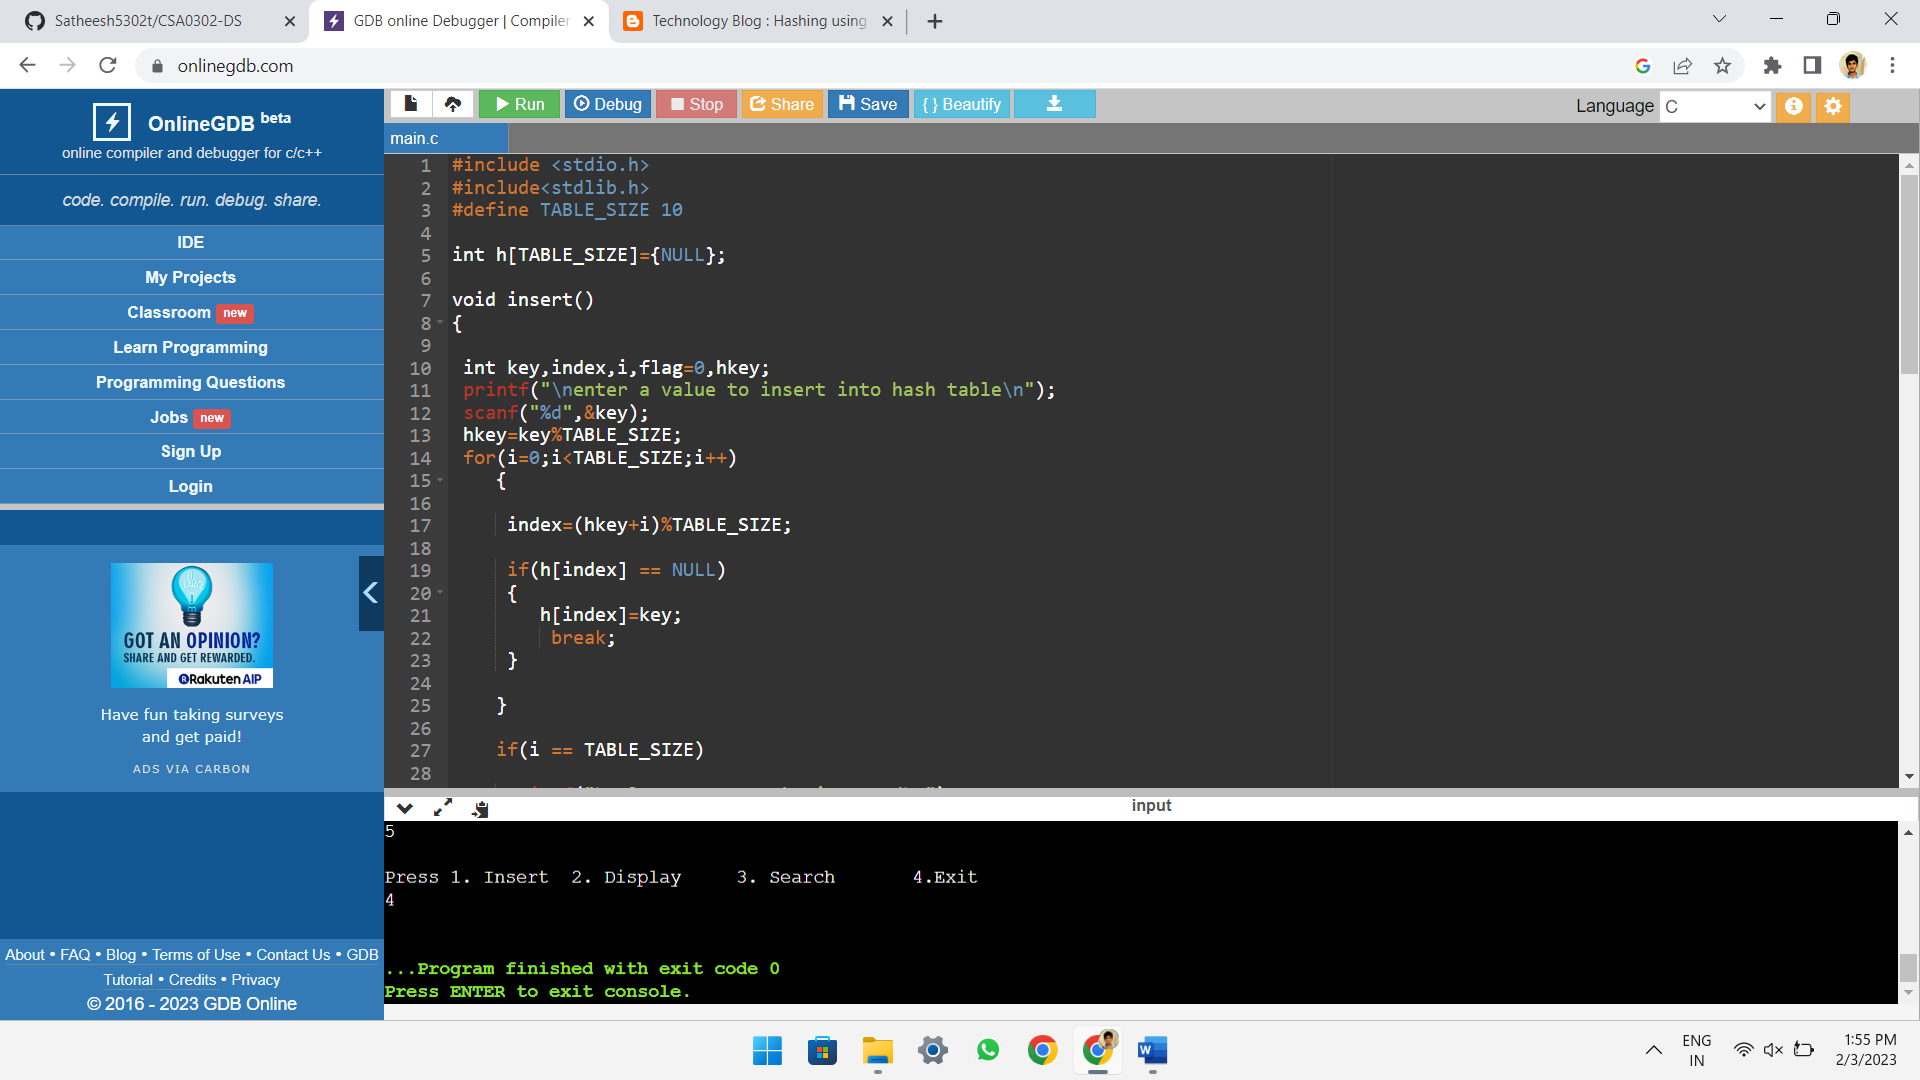 Satheesh5302t/CSA0302-DS
GDB online Debugger | Compiler
Technology Blog : Hashing using
onlinegdb.com
OnlineGDB beta
online compiler and debugger for c/c++
code. compile. run. debug. share.
IDE
My Projects
Classroom new
Learn Programming
Programming Questions
Jobs new
Sign Up
Login
GOT AN OPINION?
SHARE AND GET REWARDED.
Rakuten AIP
Have fun taking surveys
and get paid!
ADS VIA CARBON
About • FAQ • Blog • Terms of Use • Contact Us • GDB
Tutorial • Credits • Privacy
© 2016 - 2023 GDB Online
Run Debug Stop Share Save { } Beautify
Language C
main.c
1 #include <stdio.h>
2 #include<stdlib.h>
3 #define TABLE_SIZE 10
4
5 int h[TABLE_SIZE]={NULL};
6
7 void insert()
8 {
9
10 int key,index,i,flag=0,hkey;
11 printf("\nenter a value to insert into hash table\n");
12 scanf("%d",&key);
13 hkey=key%TABLE_SIZE;
14 for(i=0;i<TABLE_SIZE;i++)
15 {
16
17 index=(hkey+i)%TABLE_SIZE;
18
19 if(h[index] == NULL)
20 {
21 h[index]=key;
22 break;
23 }
24
25 }
26
27 if(i == TABLE_SIZE)
28
input
5
Press 1. Insert 2. Display 3. Search 4.Exit
4
...Program finished with exit code 0
Press ENTER to exit console.
ENG
IN
1:55 PM
2/3/2023